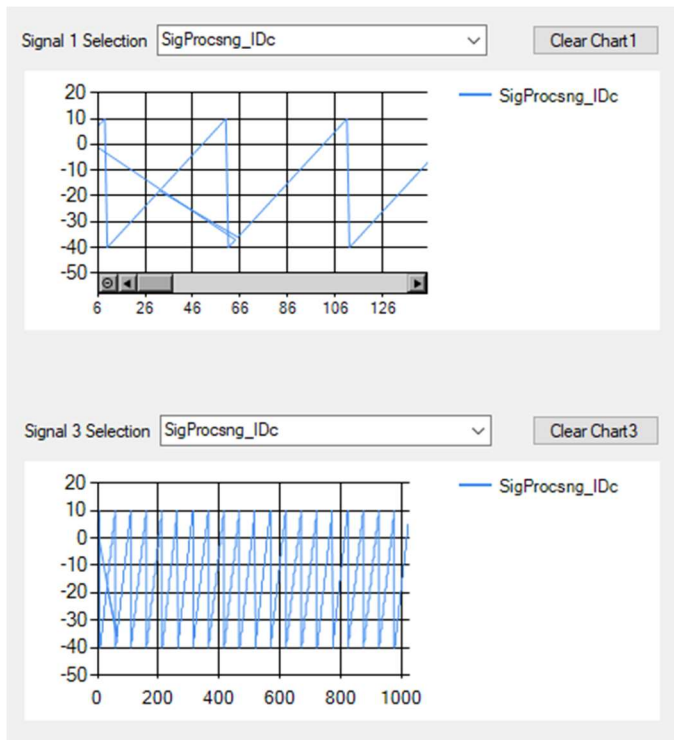 Signal 1 Selection SigProcsng_IDc Clear Chart1
SigProcsng_IDc
20
10
0
-10
-20
-30
-40
-50
6 26 46 66 86 106 126
Signal 3 Selection SigProcsng_IDc Clear Chart3
SigProcsng_IDc
20
10
0
-10
-20
-30
-40
-50
0 200 400 600 800 1000